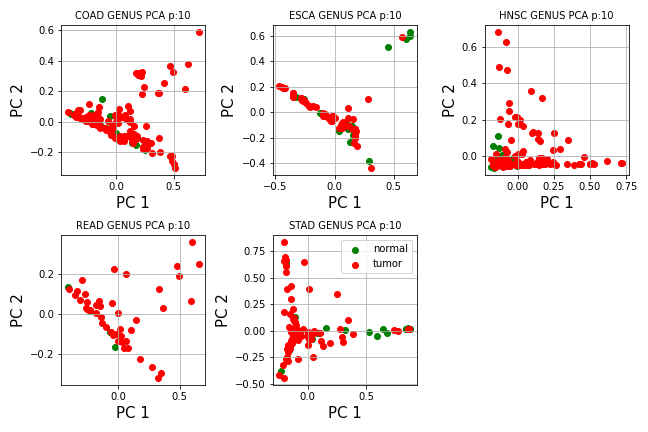 COAD GENUS PCA p:10
0.6
0.4
0.2
0.0
−0.2
PC 2
0.0
0.5
PC 1
ESCA GENUS PCA p:10
0.6
0.4
0.2
0.0
−0.2
−0.4
PC 2
−0.5
0.0
0.5
PC 1
HNSC GENUS PCA p:10
0.6
0.4
0.2
0.0
PC 2
0.00
0.25
0.50
0.75
PC 1
READ GENUS PCA p:10
0.2
0.0
−0.2
PC 2
0.0
0.5
PC 1
STAD GENUS PCA p:10
normal
tumor
0.75
0.50
0.25
0.00
−0.25
−0.50
PC 2
0.0
0.5
PC 1